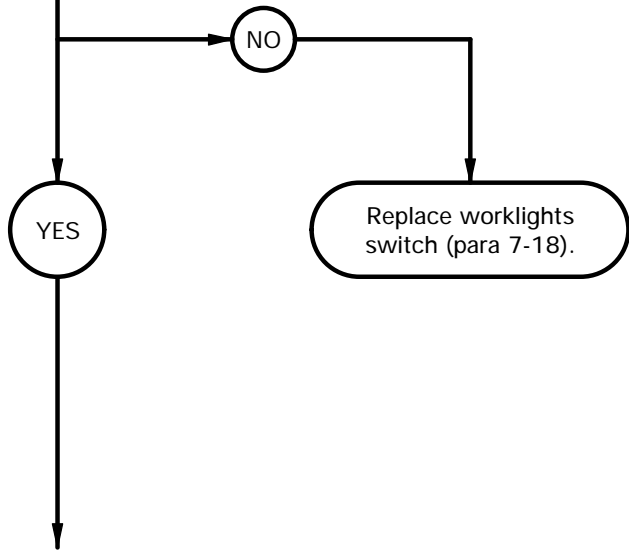 NO
YES
Replace worklights
switch (para 7-18).